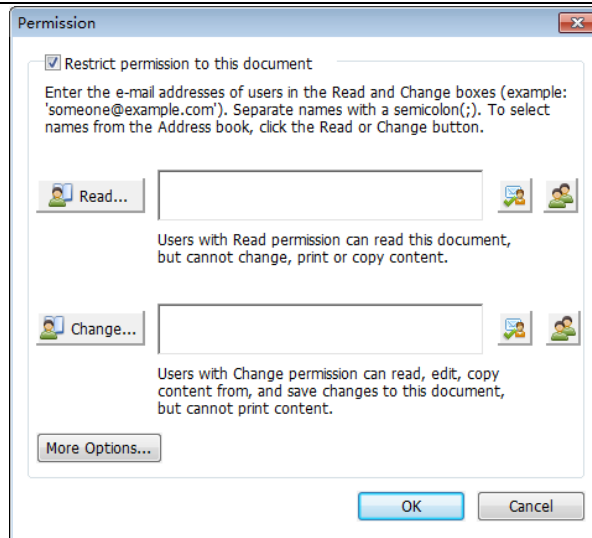 Permission
Restrict permission to this document
Enter the e-mail addresses of users in the Read and Change boxes (example:
'someone@example.com'). Separate names with a semicolon(;). To select
names from the Address book, click the Read or Change button.
Read...
Users with Read permission can read this document,
but cannot change, print or copy content.
Change...
Users with Change permission can read, edit, copy
content from, and save changes to this document,
but cannot print content.
More Options...
OK
Cancel